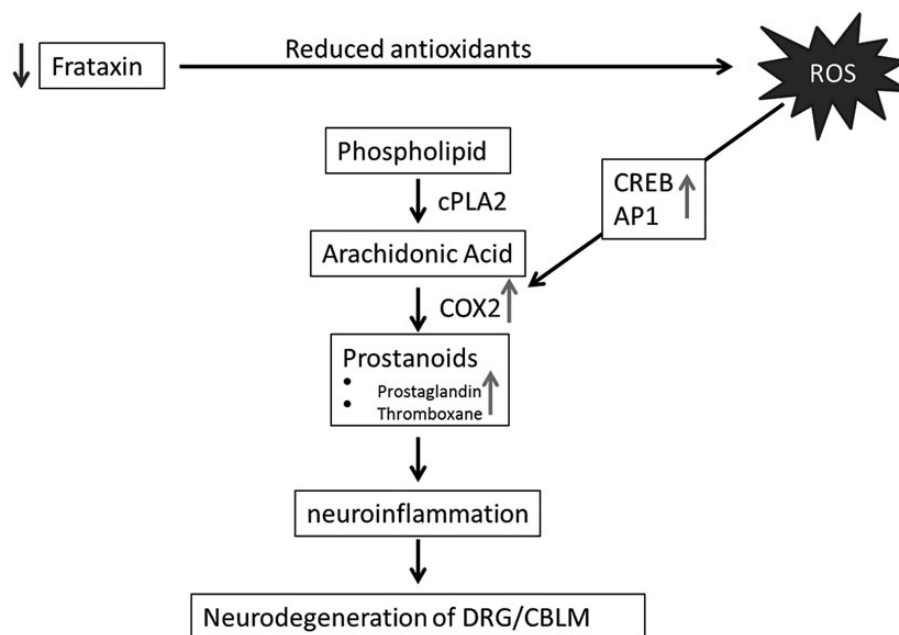 Frataxin
Reduced antioxidants
ROS
Phospholipid
cPLA2
CREB
AP1
Arachidonic Acid
COX2
Prostanoids
• Prostaglandin
• Thromboxane
neuroinflammation
Neurodegeneration of DRG/CBLM